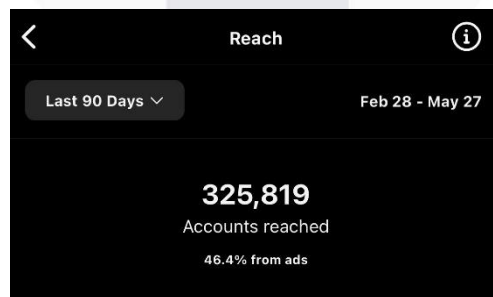 Reach
Last 90 Days
Feb 28 - May 27
325,819
Accounts reached
46.4% from ads